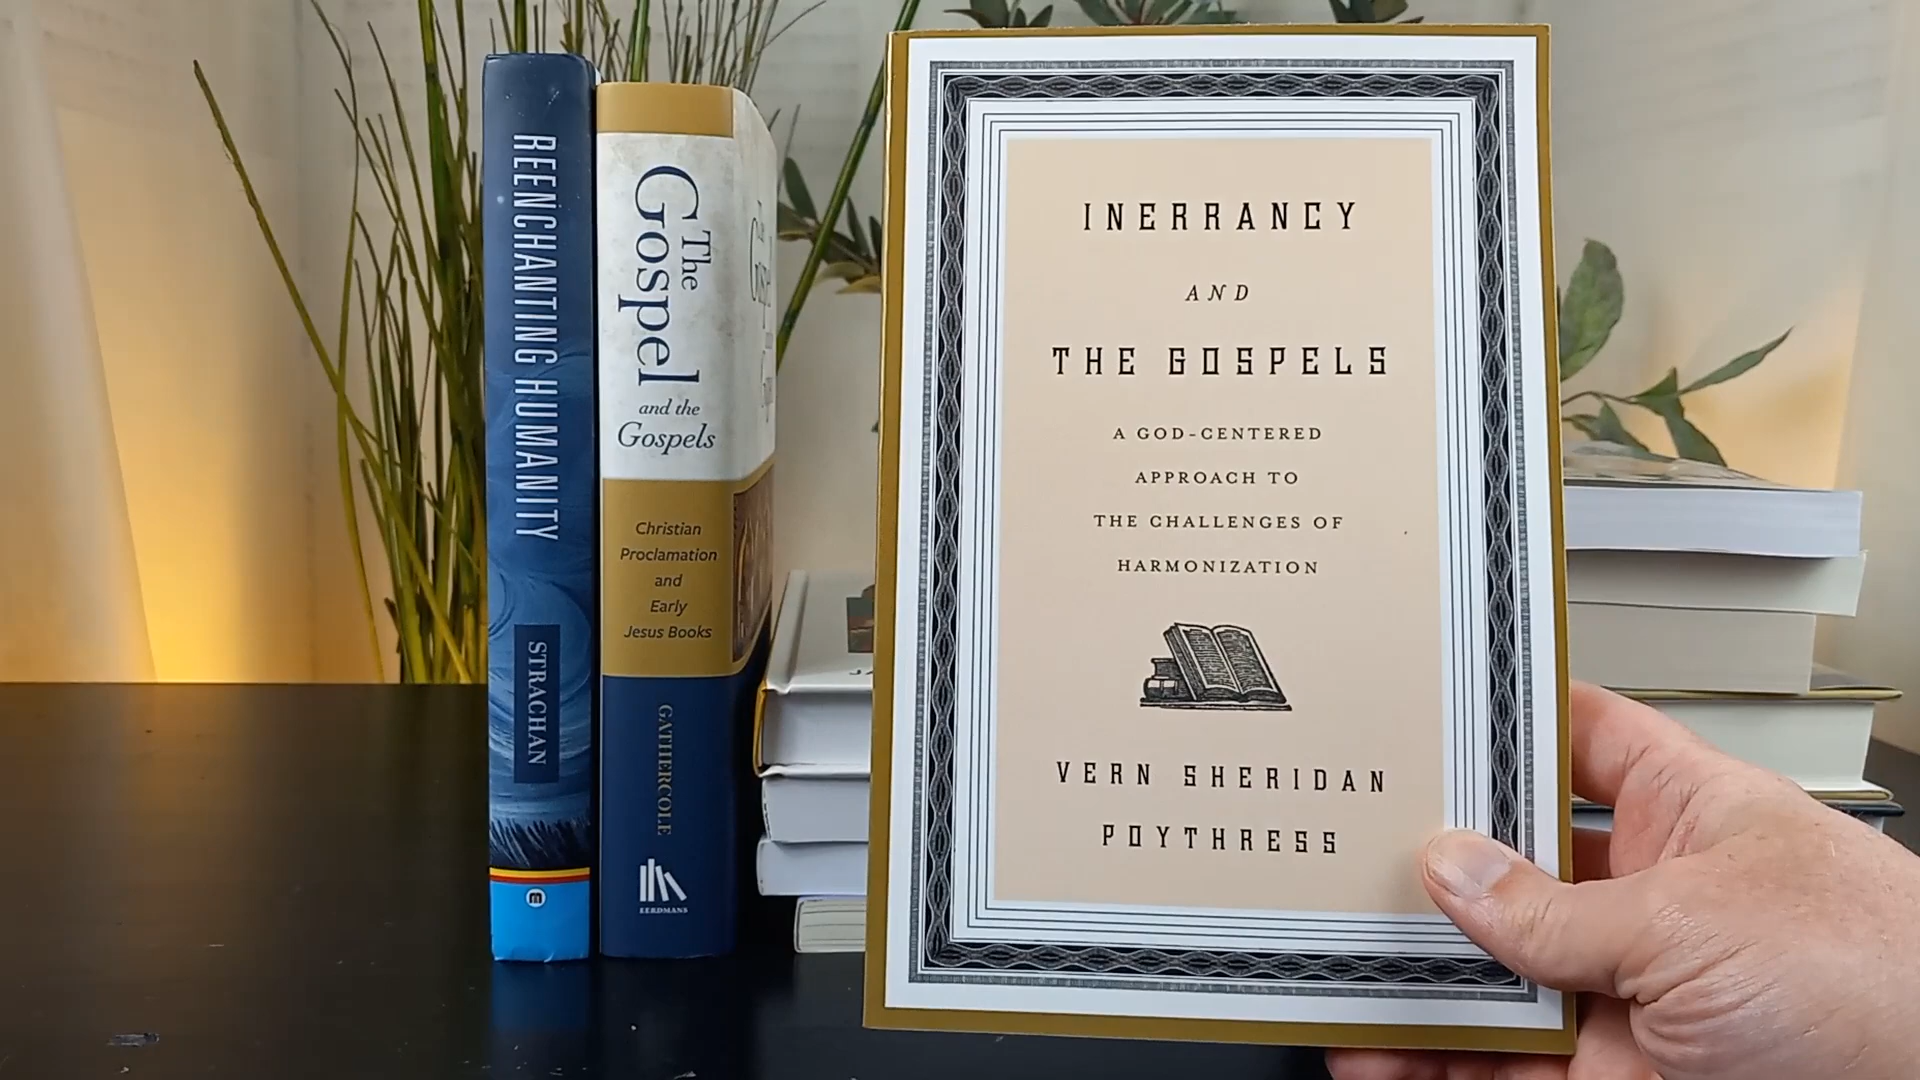 REENCHANTING HUMANITY
STRACHAN
m
The
Gospel
and the
Gospels
Christian
Proclamation
and
Early
Jesus Books
GATHERCOLE
EERDMANS
INERRANCY
AND
THE GOSPELS
A GOD-CENTERED
APPROACH TO
THE CHALLENGES OF
HARMONIZATION
VERN SHERIDAN
POYTHRESS